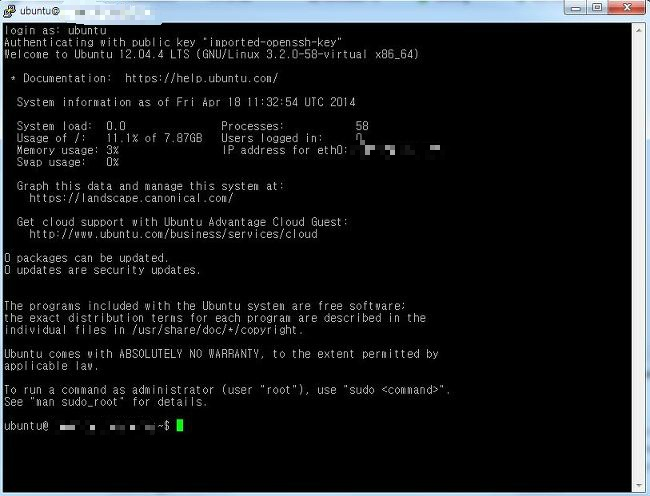 ubuntu@
login as: ubuntu
Authenticating with public key "imported-openssh-key"
Welcome to Ubuntu 12.04.4 LTS (GNU/Linux 3.2.0-58-virtual x86_64)
* Documentation:  https://help.ubuntu.com/
System information as of Fri Apr 18 11:32:54 UTC 2014
System load:  0.0                Processes:           58
Usage of /:   11.1% of 7.87GB   Users logged in:     0
Memory usage: 3%                 IP address for eth0:
Swap usage:   0%
Graph this data and manage this system at:
https://landscape.canonical.com/
Get cloud support with Ubuntu Advantage Cloud Guest:
http://www.ubuntu.com/business/services/cloud
0 packages can be updated.
0 updates are security updates.
The programs included with the Ubuntu system are free software;
the exact distribution terms for each program are described in the
individual files in /usr/share/doc/*/copyright.
Ubuntu comes with ABSOLUTELY NO WARRANTY, to the extent permitted by
applicable law.
To run a command as administrator (user "root"), use "sudo <command>".
See "man sudo_root" for details.
ubuntu@ ~$